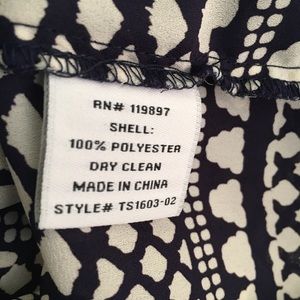 RN# 119897
SHELL:
100% POLYESTER
DRY CLEAN
MADE IN CHINA
STYLE# TS1603-02